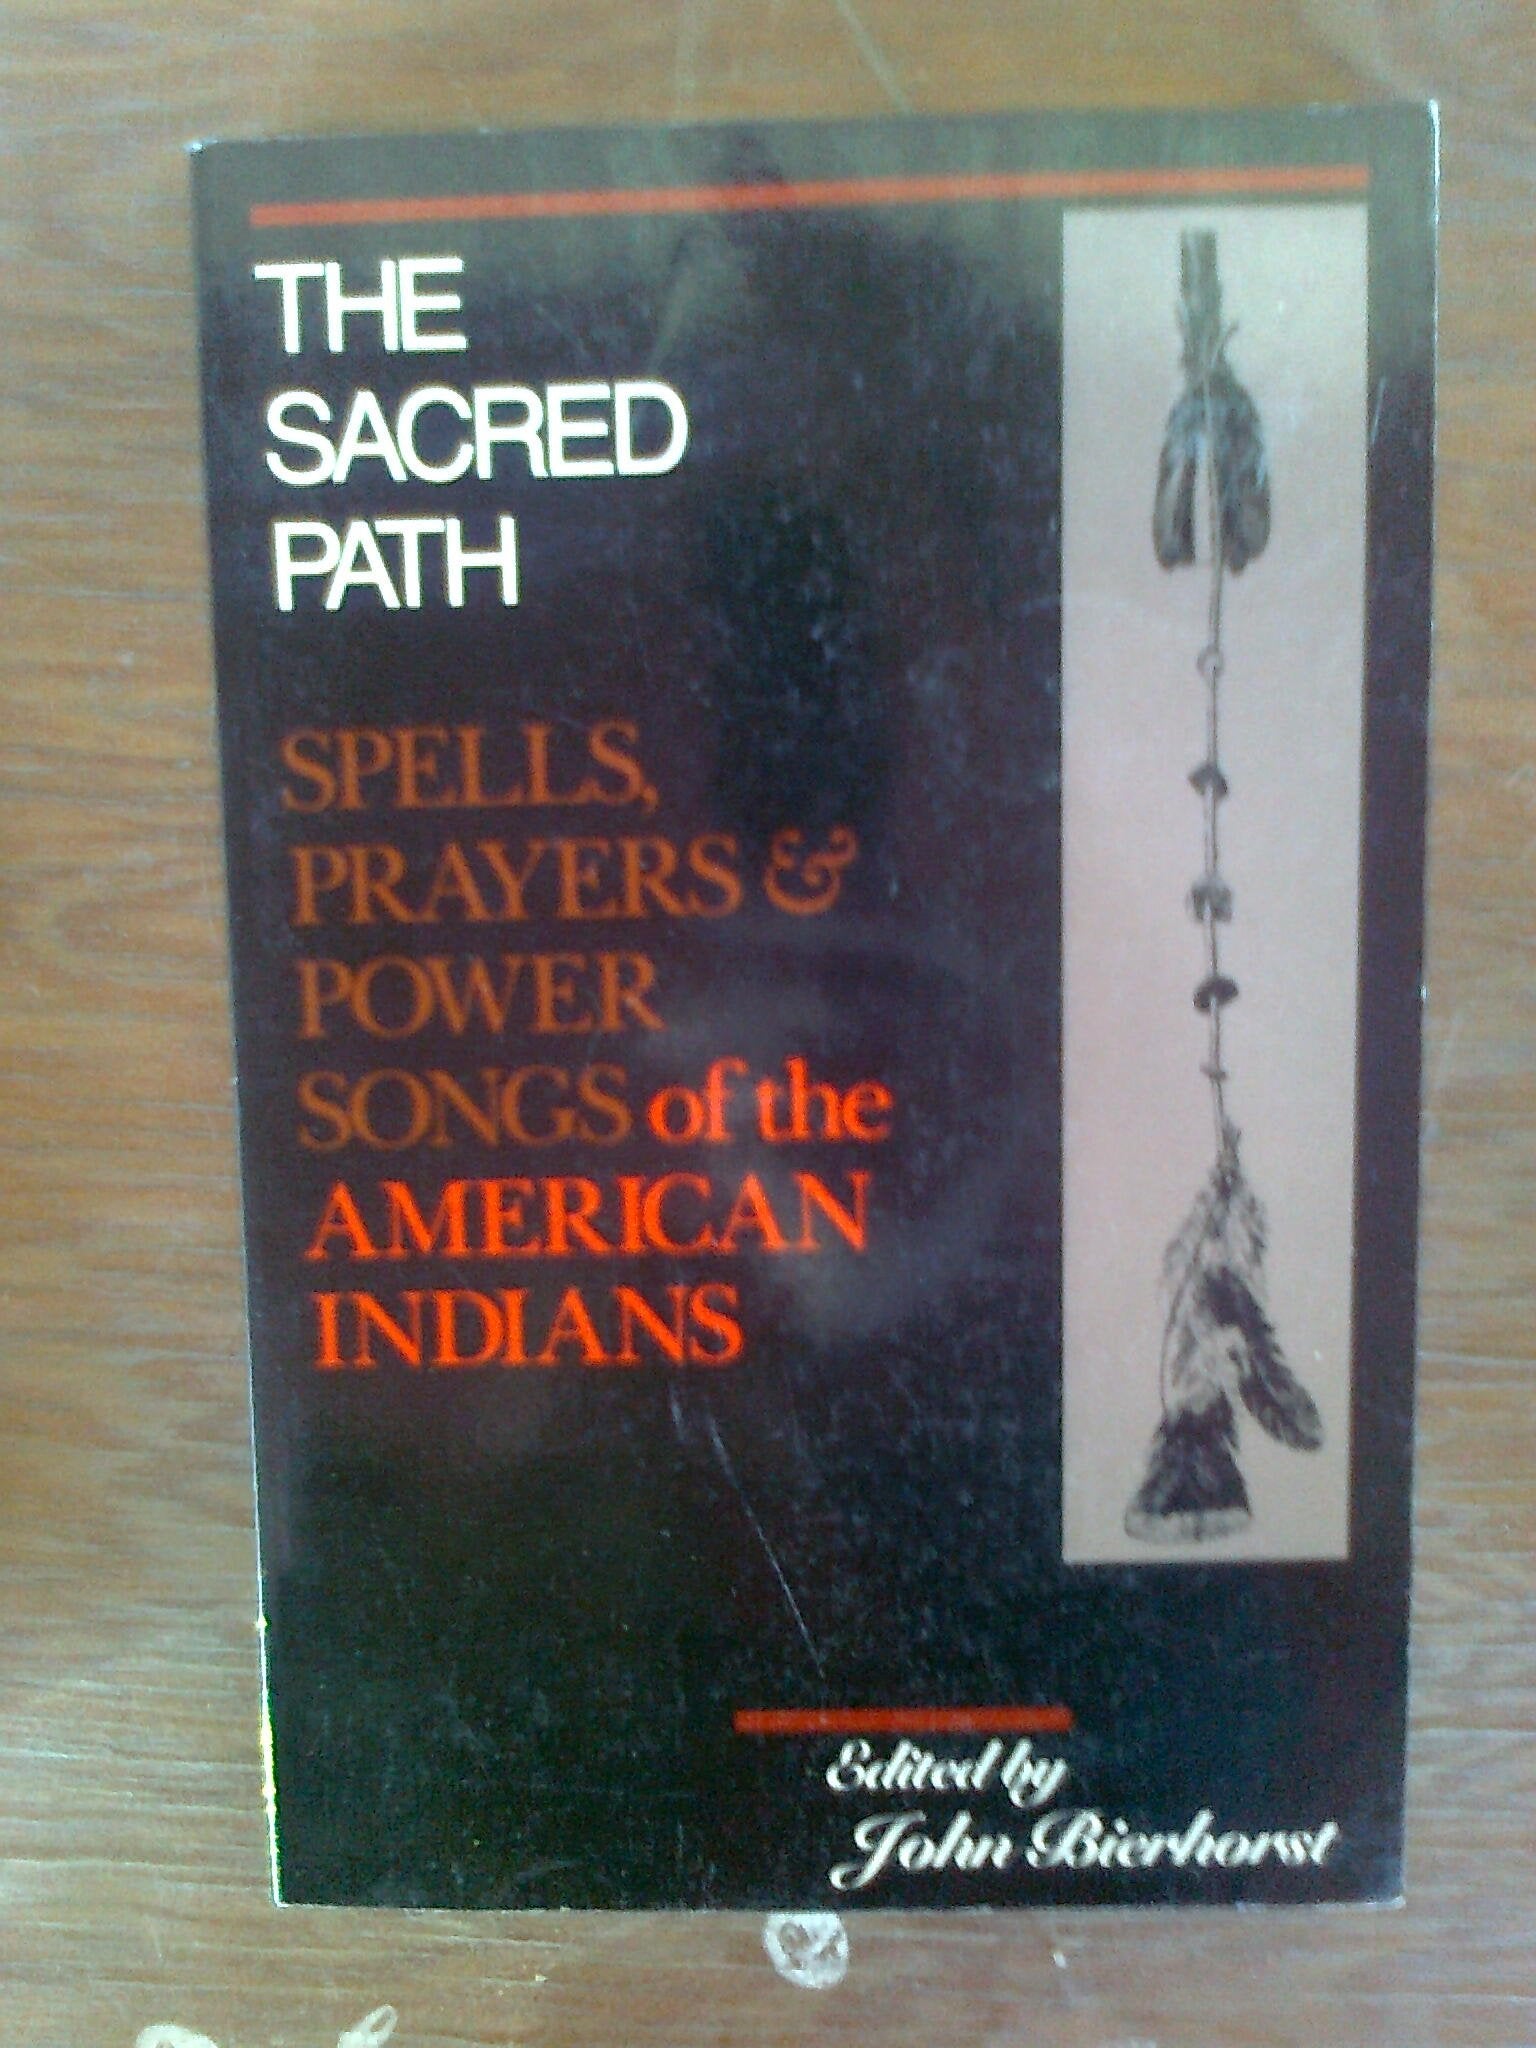 THE
SACRED
PATH
SPELLS,
PRAYERS &
POWER
SONGS of the
AMERICAN
INDIANS
Edited by
John Bierhorst